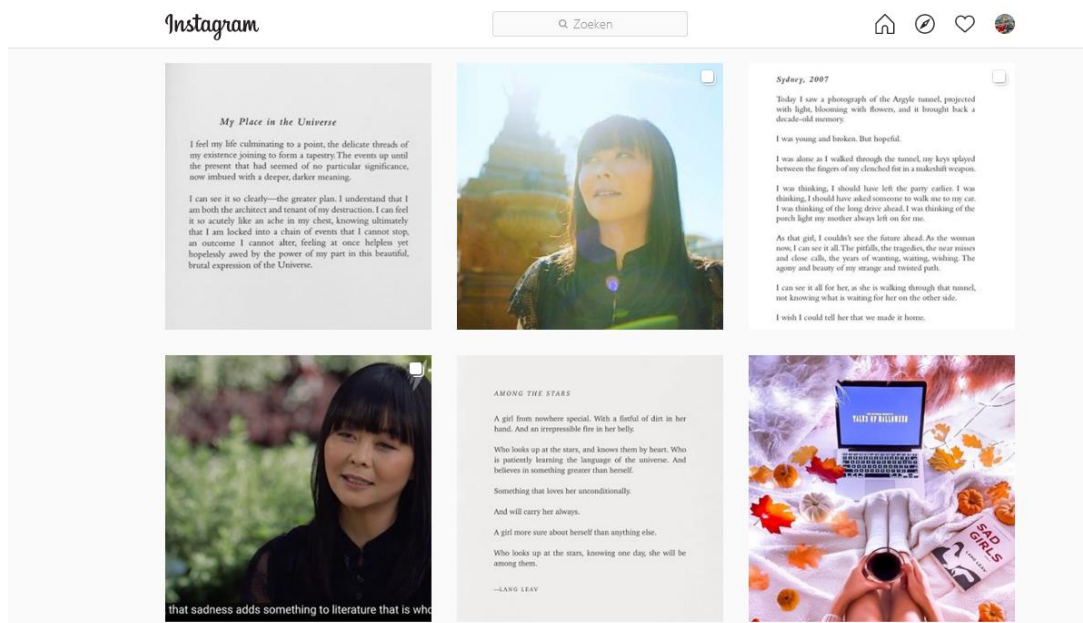 Instagram
Zoeken
My Place in the Universe
I feel my life culminating to a point, the delicate threads of
my existence joining to form a tapestry. The events up until
the present that had seemed of no particular significance,
now imbued with a deeper, darker meaning.
I can see it so clearly—the greater plan. I understand that I
am both the architect and tenant of my destruction. I can feel
it so acutely like an ache in my chest, knowing ultimately
that I am locked into a chain of events that I cannot stop,
an outcome I cannot alter, feeling at once helpless yet
hopelessly awed by the power of my part in this beautiful,
brutal expression of the Universe.
Sydney, 2007
Today I saw a photograph of the Argyle tunnel, projected
with light, blooming with flowers, and it brought back a
decade-old memory.
I was young and broken. But hopeful.
I was alone as I walked through the tunnel, my keys splayed
between the fingers of my clenched fist in a makeshift weapon.
I was thinking, I should have left the party earlier. I was
thinking, I should have asked someone to walk me to my car.
I was thinking of the long drive ahead. I was thinking of the
porch light my mother always left on for me.
As that girl, I couldn't see the future ahead. As the woman
now, I can see it all. The pitfalls, the tragedies, the near misses
and close calls, the years of wanting, waiting, wishing. The
agony and beauty of my strange and twisted path.
I can see it all for her, as she is walking through that tunnel,
not knowing what is waiting for her on the other side.
I wish I could tell her that we made it home.
that sadness adds something to literature that is who
AMONG THE STARS
A girl from nowhere special. With a fistful of dirt in her
hand. And an irrepressible fire in her belly.
Who looks up at the stars, and knows them by heart. Who
is patiently learning the language of the universe. And
believes in something greater than herself.
Something that loves her unconditionally.
And will carry her always.
A girl more sure about herself than anything else.
Who looks up at the stars, knowing one day, she will be
among them.
—LANG LEAV
TALES OF HALLOWEEN
SAD
GIRLS
LANG LEAV